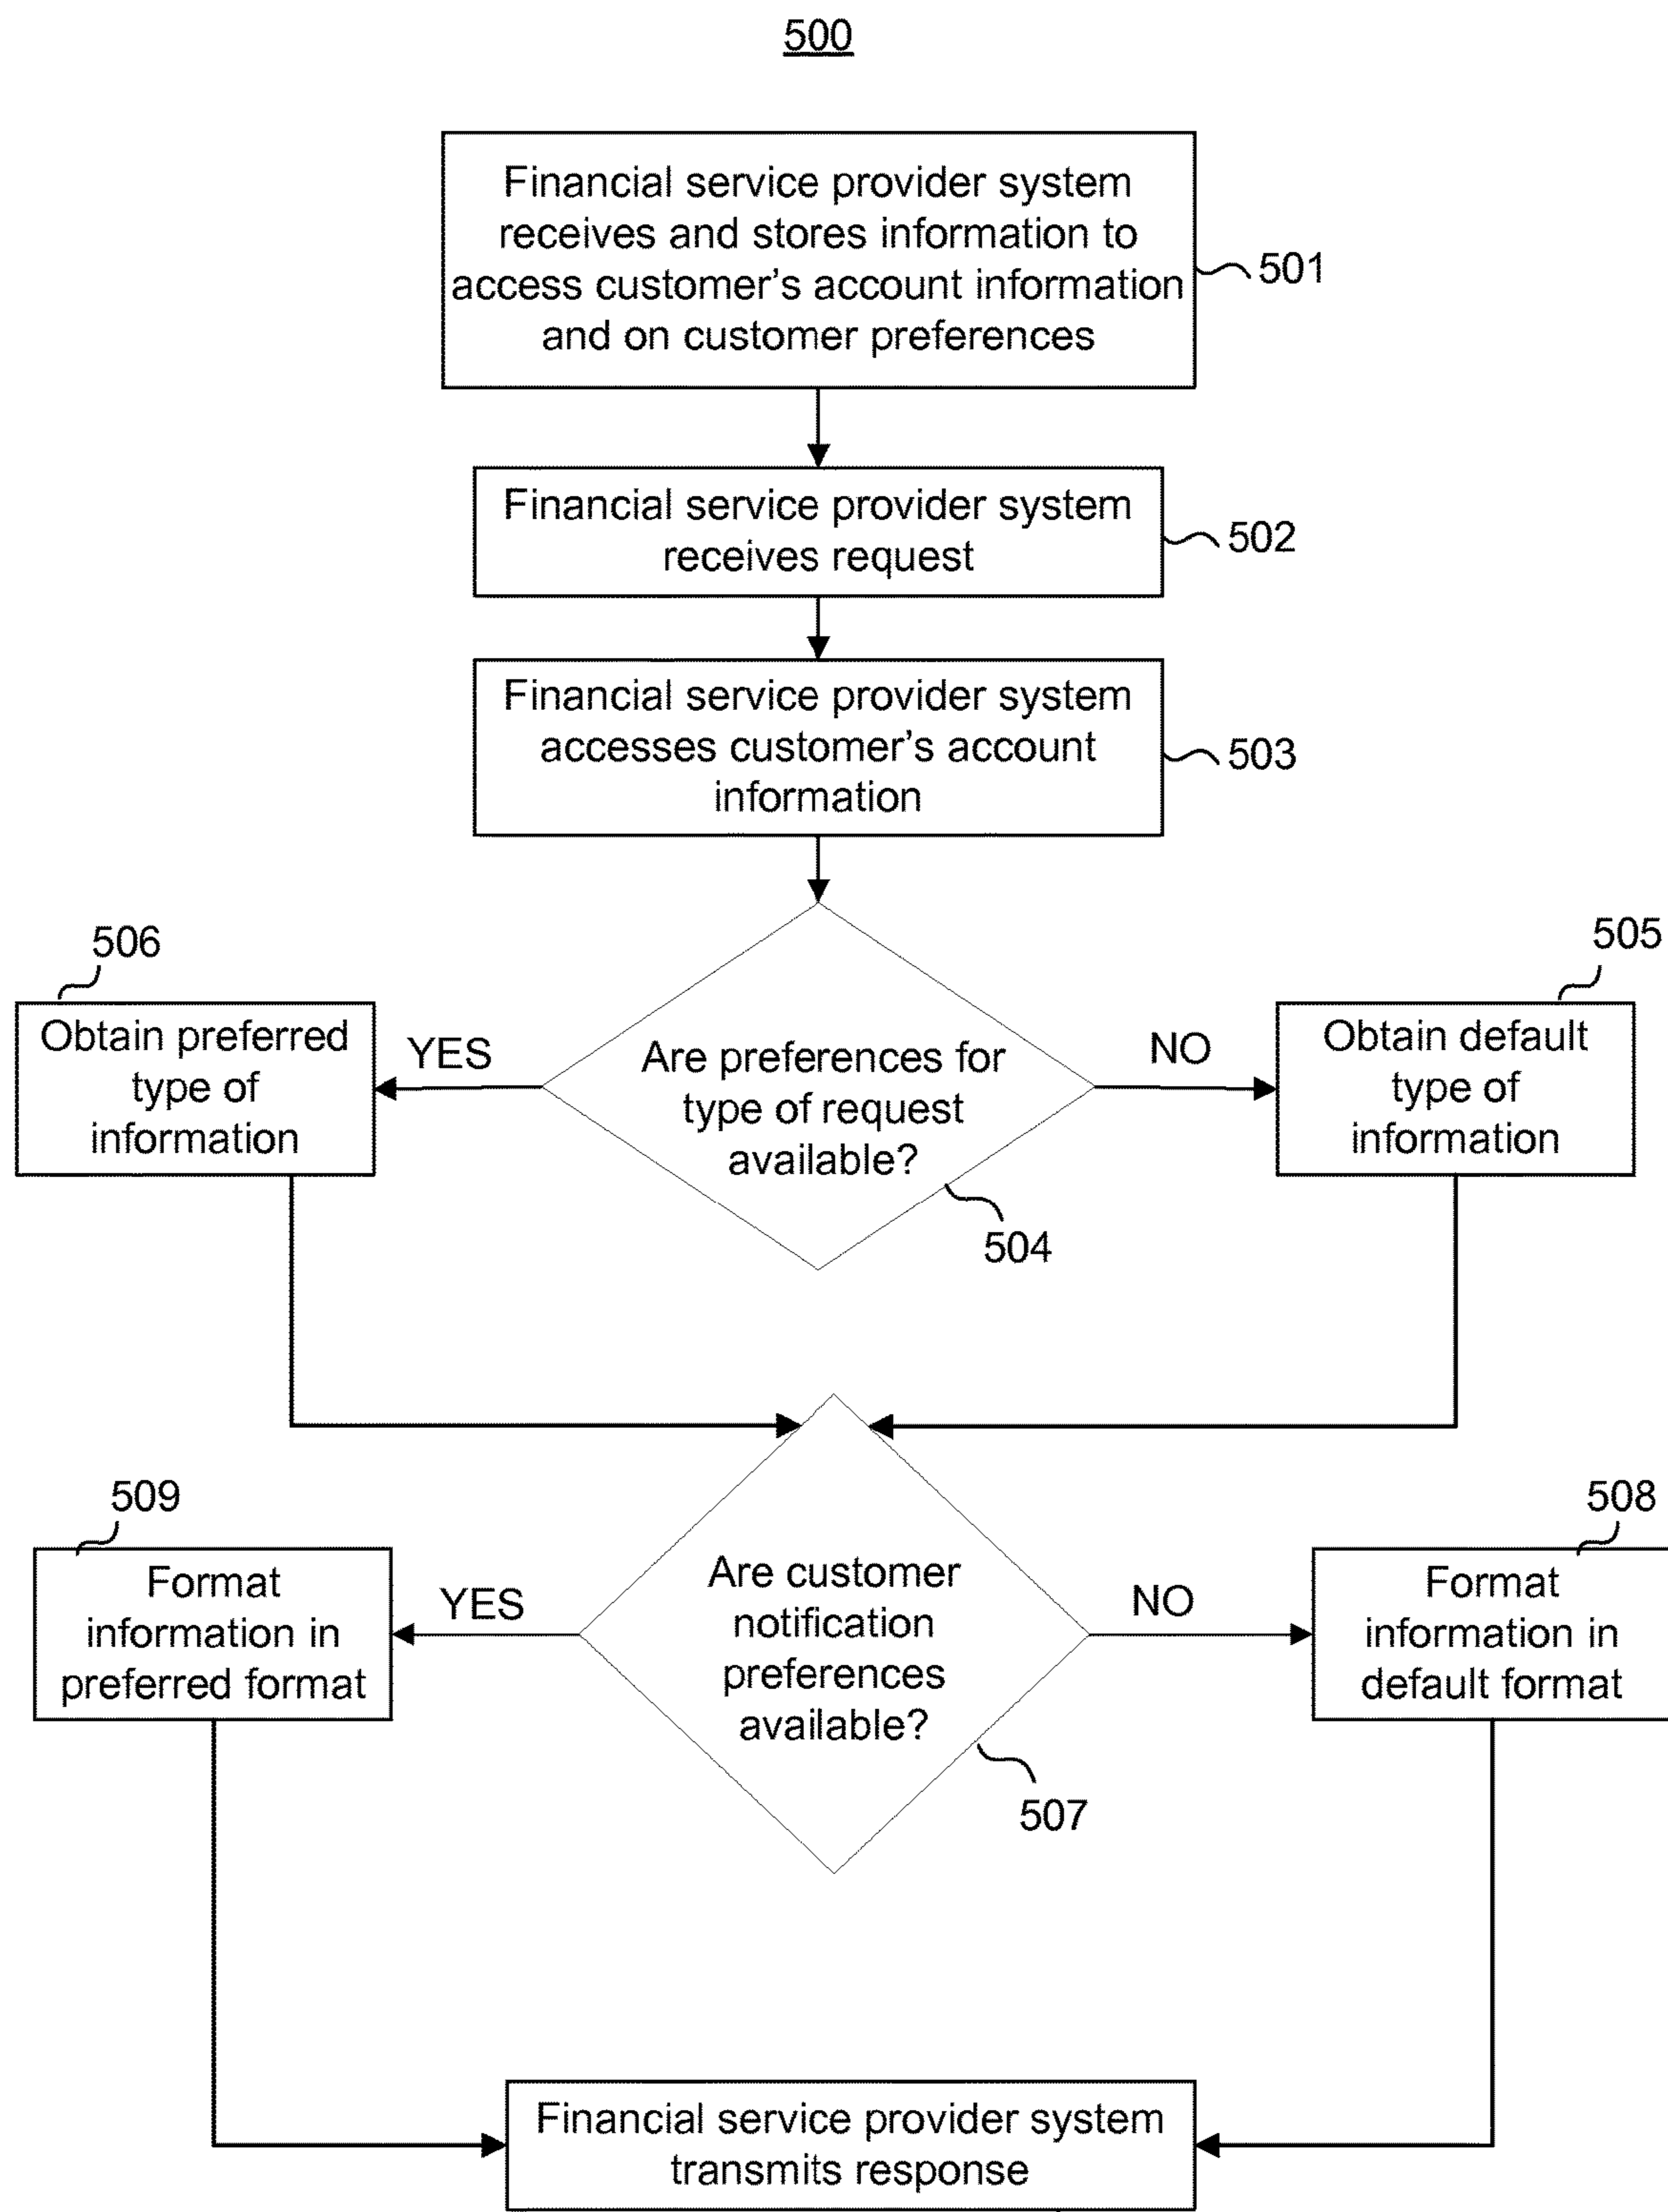 500
Financial service provider system
receives and stores information to
access customer's account information
and on customer preferences
501
Financial service provider system
receives request
502
Financial service provider system
accesses customer's account
information
503
506
505
Obtain preferred
type of
information
YES
Are preferences for
type of request
available?
NO
Obtain default
type of
information
504
509
508
Format
information in
preferred format
YES
Are customer
notification
preferences
available?
NO
Format
information in
default format
507
Financial service provider system
transmits response